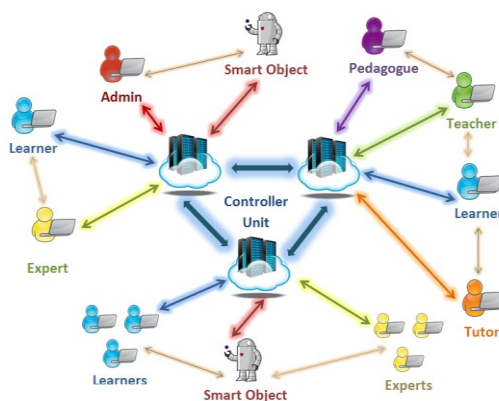 Smart Object
Pedagogue
Admin
Teacher
Learner
Controller
Unit
Learner
Expert
Tutor
Learners
Smart Object
Experts